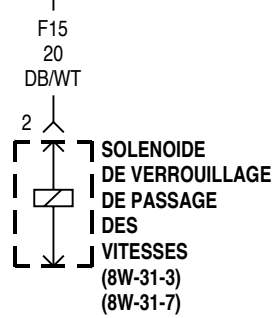 F15
20
DB/WT
2
SOLENOIDE
DE VERROUILLAGE
DE PASSAGE
DES
VITESSES
(8W-31-3)
(8W-31-7)